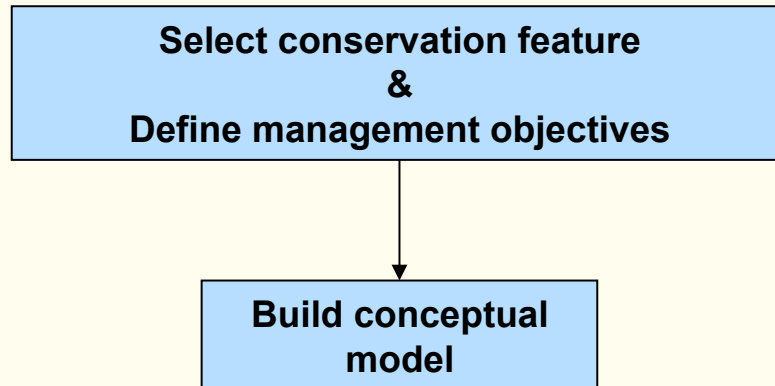 Select conservation feature
&
Define management objectives
Build conceptual
model